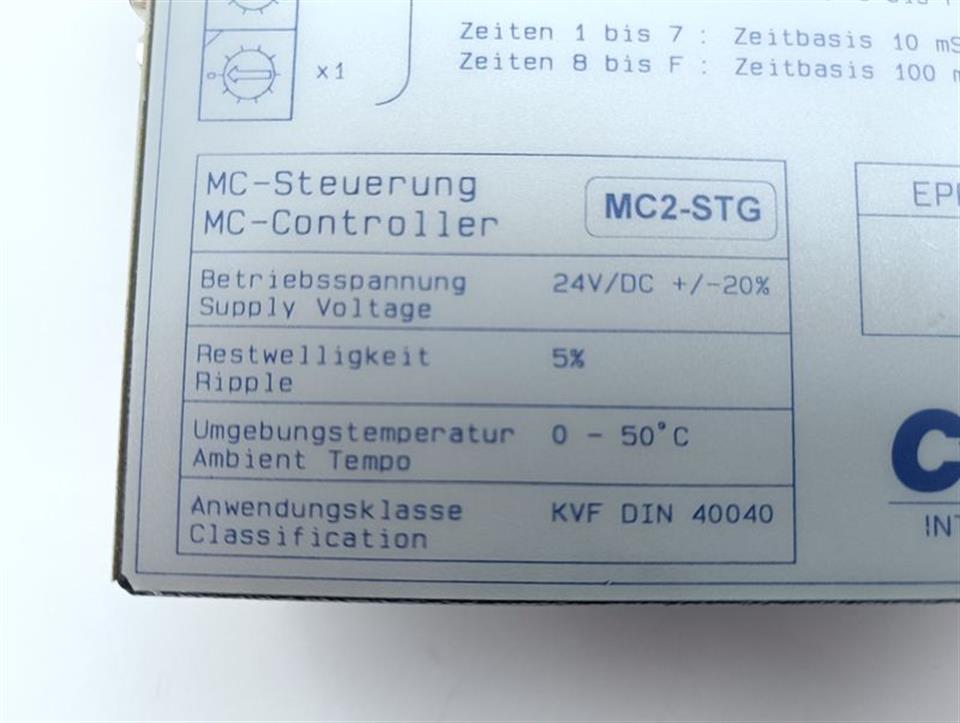 Zeiten 1 bis 7 : Zeitbasis 10 mS
Zeiten 8 bis F : Zeitbasis 100 m
x1
MC-Steuerung
MC-Controller
MC2-STG
Betriebsspannung 24V/DC +/-20%
Supply Voltage
Restwelligkeit 5%
Ripple
Umgebungstemperatur 0 - 50°C
Ambient Tempo
Anwendungsklasse KVF DIN 40040
Classification